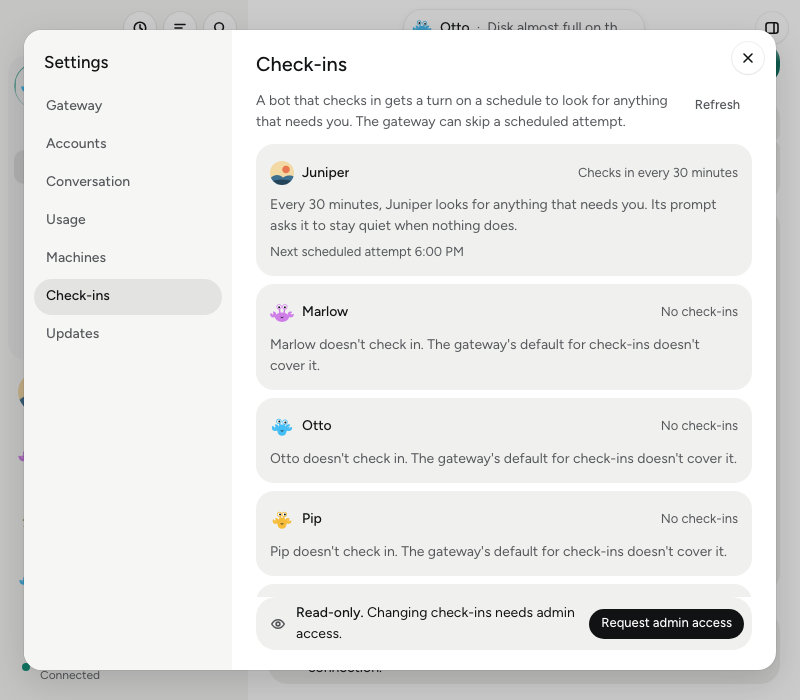 Otto · Disk almost full on th
Settings
Gateway
Accounts
Conversation
Usage
Machines
Check-ins
Updates
Connected
Check-ins
A bot that checks in gets a turn on a schedule to look for anything
that needs you. The gateway can skip a scheduled attempt.
Refresh
Juniper
Checks in every 30 minutes
Every 30 minutes, Juniper looks for anything that needs you. Its prompt
asks it to stay quiet when nothing does.
Next scheduled attempt 6:00 PM
Marlow
No check-ins
Marlow doesn't check in. The gateway's default for check-ins doesn't
cover it.
Otto
No check-ins
Otto doesn't check in. The gateway's default for check-ins doesn't cover it.
Pip
No check-ins
Pip doesn't check in. The gateway's default for check-ins doesn't cover it.
Read-only. Changing check-ins needs admin
access.
Request admin access
connection.